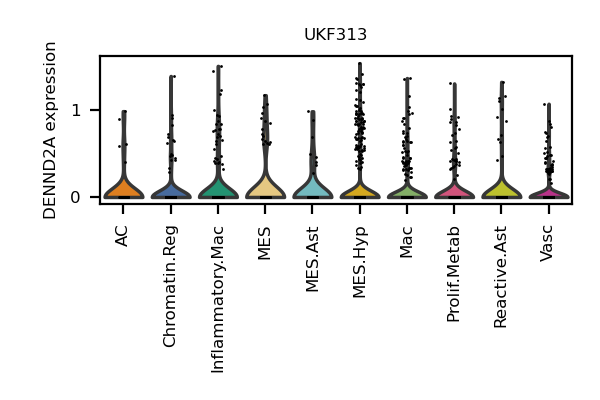 UKF313
DENND2A expression
1
0
AC
Chromatin.Reg
Inflammatory.Mac
MES
MES.Ast
MES.Hyp
Mac
Prolif.Metab
Reactive.Ast
Vasc